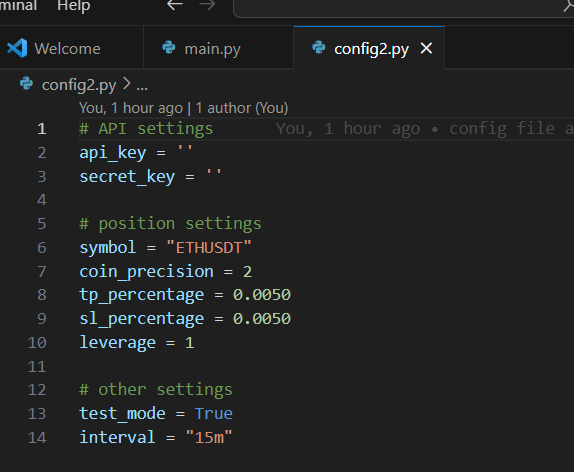 minal Help
Welcome main.py config2.py
config2.py > ...
You, 1 hour ago | 1 author (You)
1 # API settings You, 1 hour ago • config file a
2 api_key = ''
3 secret_key = ''
4
5 # position settings
6 symbol = "ETHUSDT"
7 coin_precision = 2
8 tp_percentage = 0.0050
9 sl_percentage = 0.0050
10 leverage = 1
11
12 # other settings
13 test_mode = True
14 interval = "15m"